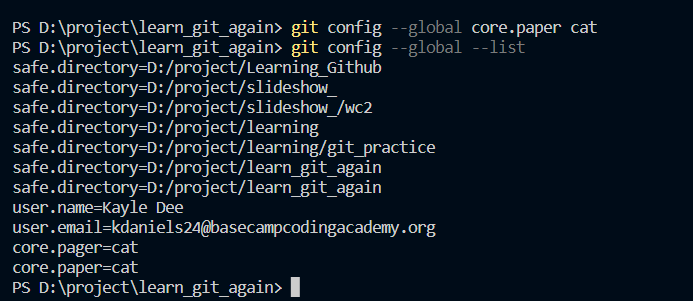 PS D:\project\learn_git_again> git config --global core.paper cat
PS D:\project\learn_git_again> git config --global --list
safe.directory=D:/project/Learning_Github
safe.directory=D:/project/slideshow_
safe.directory=D:/project/slideshow_/wc2
safe.directory=D:/project/learning
safe.directory=D:/project/learning/git_practice
safe.directory=D:/project/learn_git_again
safe.directory=D:/project/learn_git_again
user.name=Kayle Dee
user.email=kdaniels24@basecampcodingacademy.org
core.pager=cat
core.paper=cat
PS D:\project\learn_git_again>